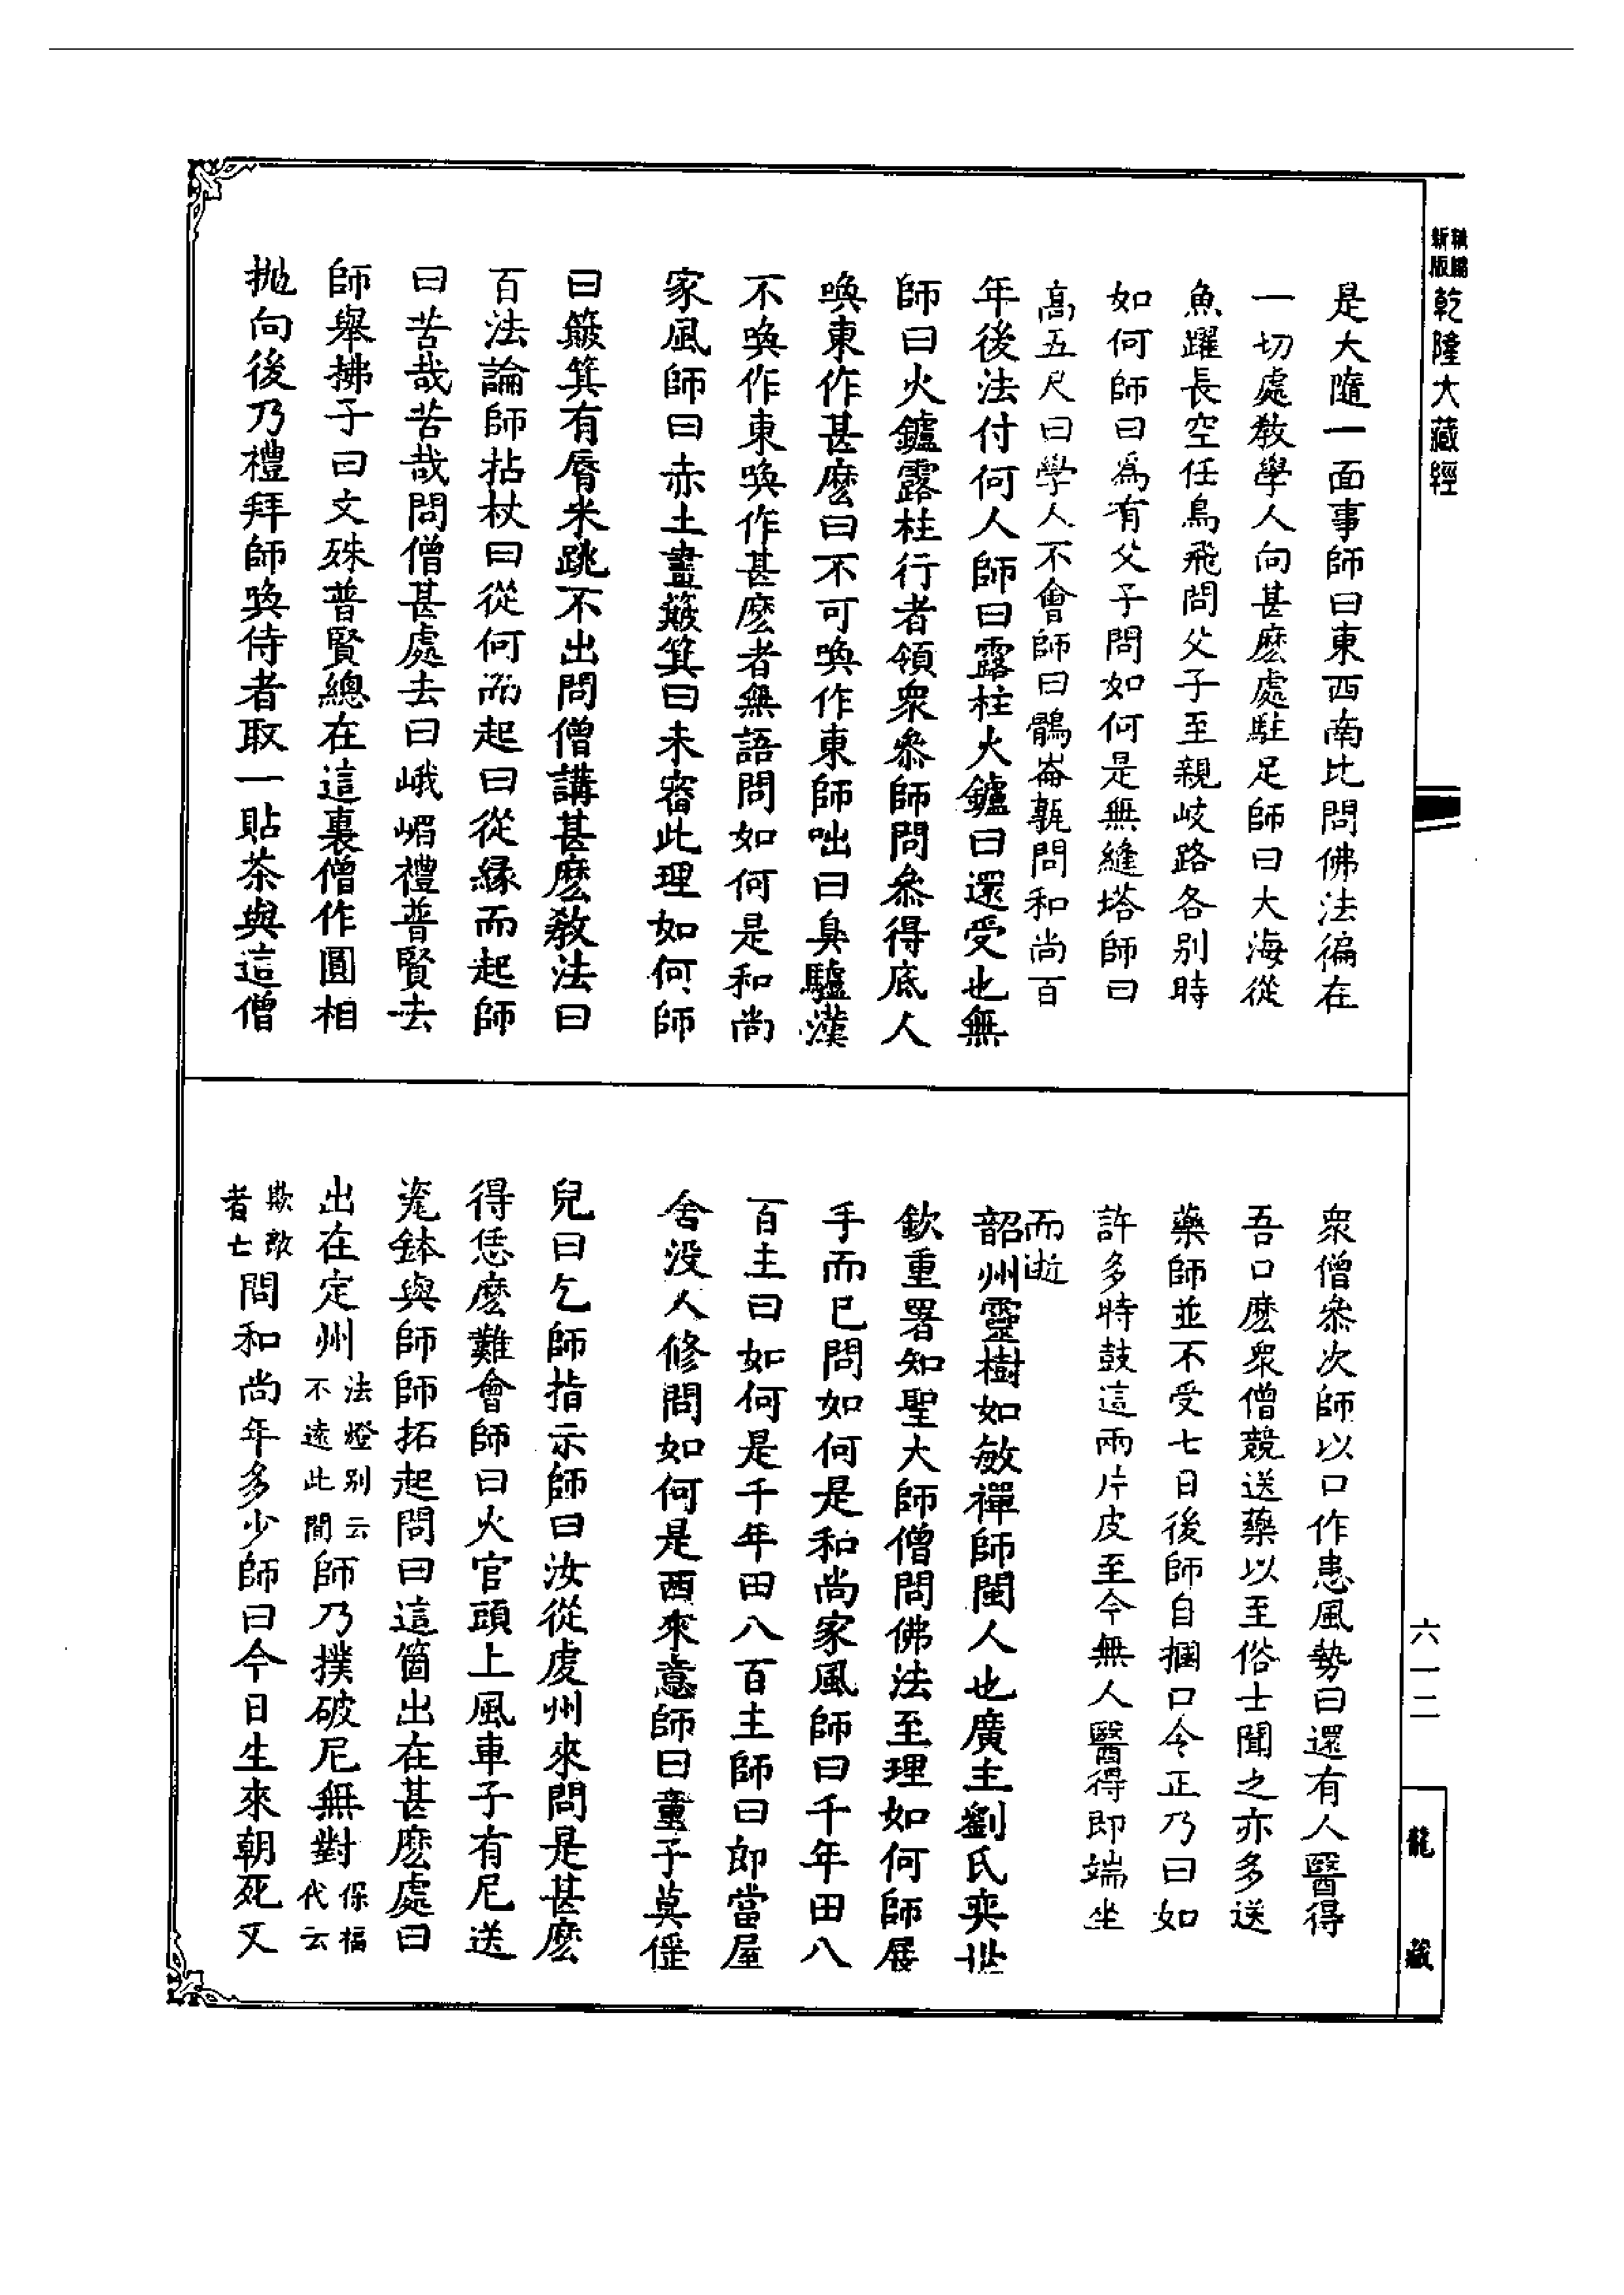 新編
新版
乾隆大藏經
是大隨一面事師曰東西南北問佛法徧在
一切處教學人向甚麽處駐足師曰大海從
魚躍長空任鳥飛問父子至親岐路各別時
如何師曰爲有父子問如何是無縫塔師曰
高五尺曰學人不會師曰鶻崙甎問和尚百
年後法付何人師曰露柱火鑪曰還受也無
師曰火鑪露柱行者領衆叅師問叅得底人
喚東作甚麽曰不可喚作東師咄曰臭驢漢
不喚作東喚作甚麽者無語問如何是和尚
家風師曰赤土畫簸箕曰未審此理如何師
曰簸箕有脣米跳不出問僧講甚麽敎法曰
百法論師拈杖曰從何而起曰從緣而起師
曰苦哉苦哉問僧甚處去曰峨嵋禮普賢去
師舉拂子曰文殊普賢總在這裏僧作圓相
拋向後乃禮拜師喚侍者取一貼茶與這僧
衆僧叅次師以口作患風勢曰還有人醫得
吾口麽衆僧競送藥以至俗士聞之亦多送
藥師並不受七日後師自摑口令正乃曰如
許多時鼓這兩片皮至今無人醫得即端坐
而逝
韶州靈樹如敏禪師閩人也廣主劉氏奕世
欽重署知聖大師僧問佛法至理如何師展
手而已問如何是和尚家風師曰千年田八
百主曰如何是千年田八百主師曰郎當屋
舍没人修問如何是西來意師曰童子莫傜
兒曰乞師指示師曰汝從虔州來問是甚麽
得恁麽難會師曰火官頭上風車子有尼送
瓷鉢與師師拓起問曰這箇出在甚麽處曰
出在定州法燈别云不遠此間師乃撲破尼無對保福代云
欺敵者亡問和尚年多少師曰今日生來朝死又
六一二
龍藏